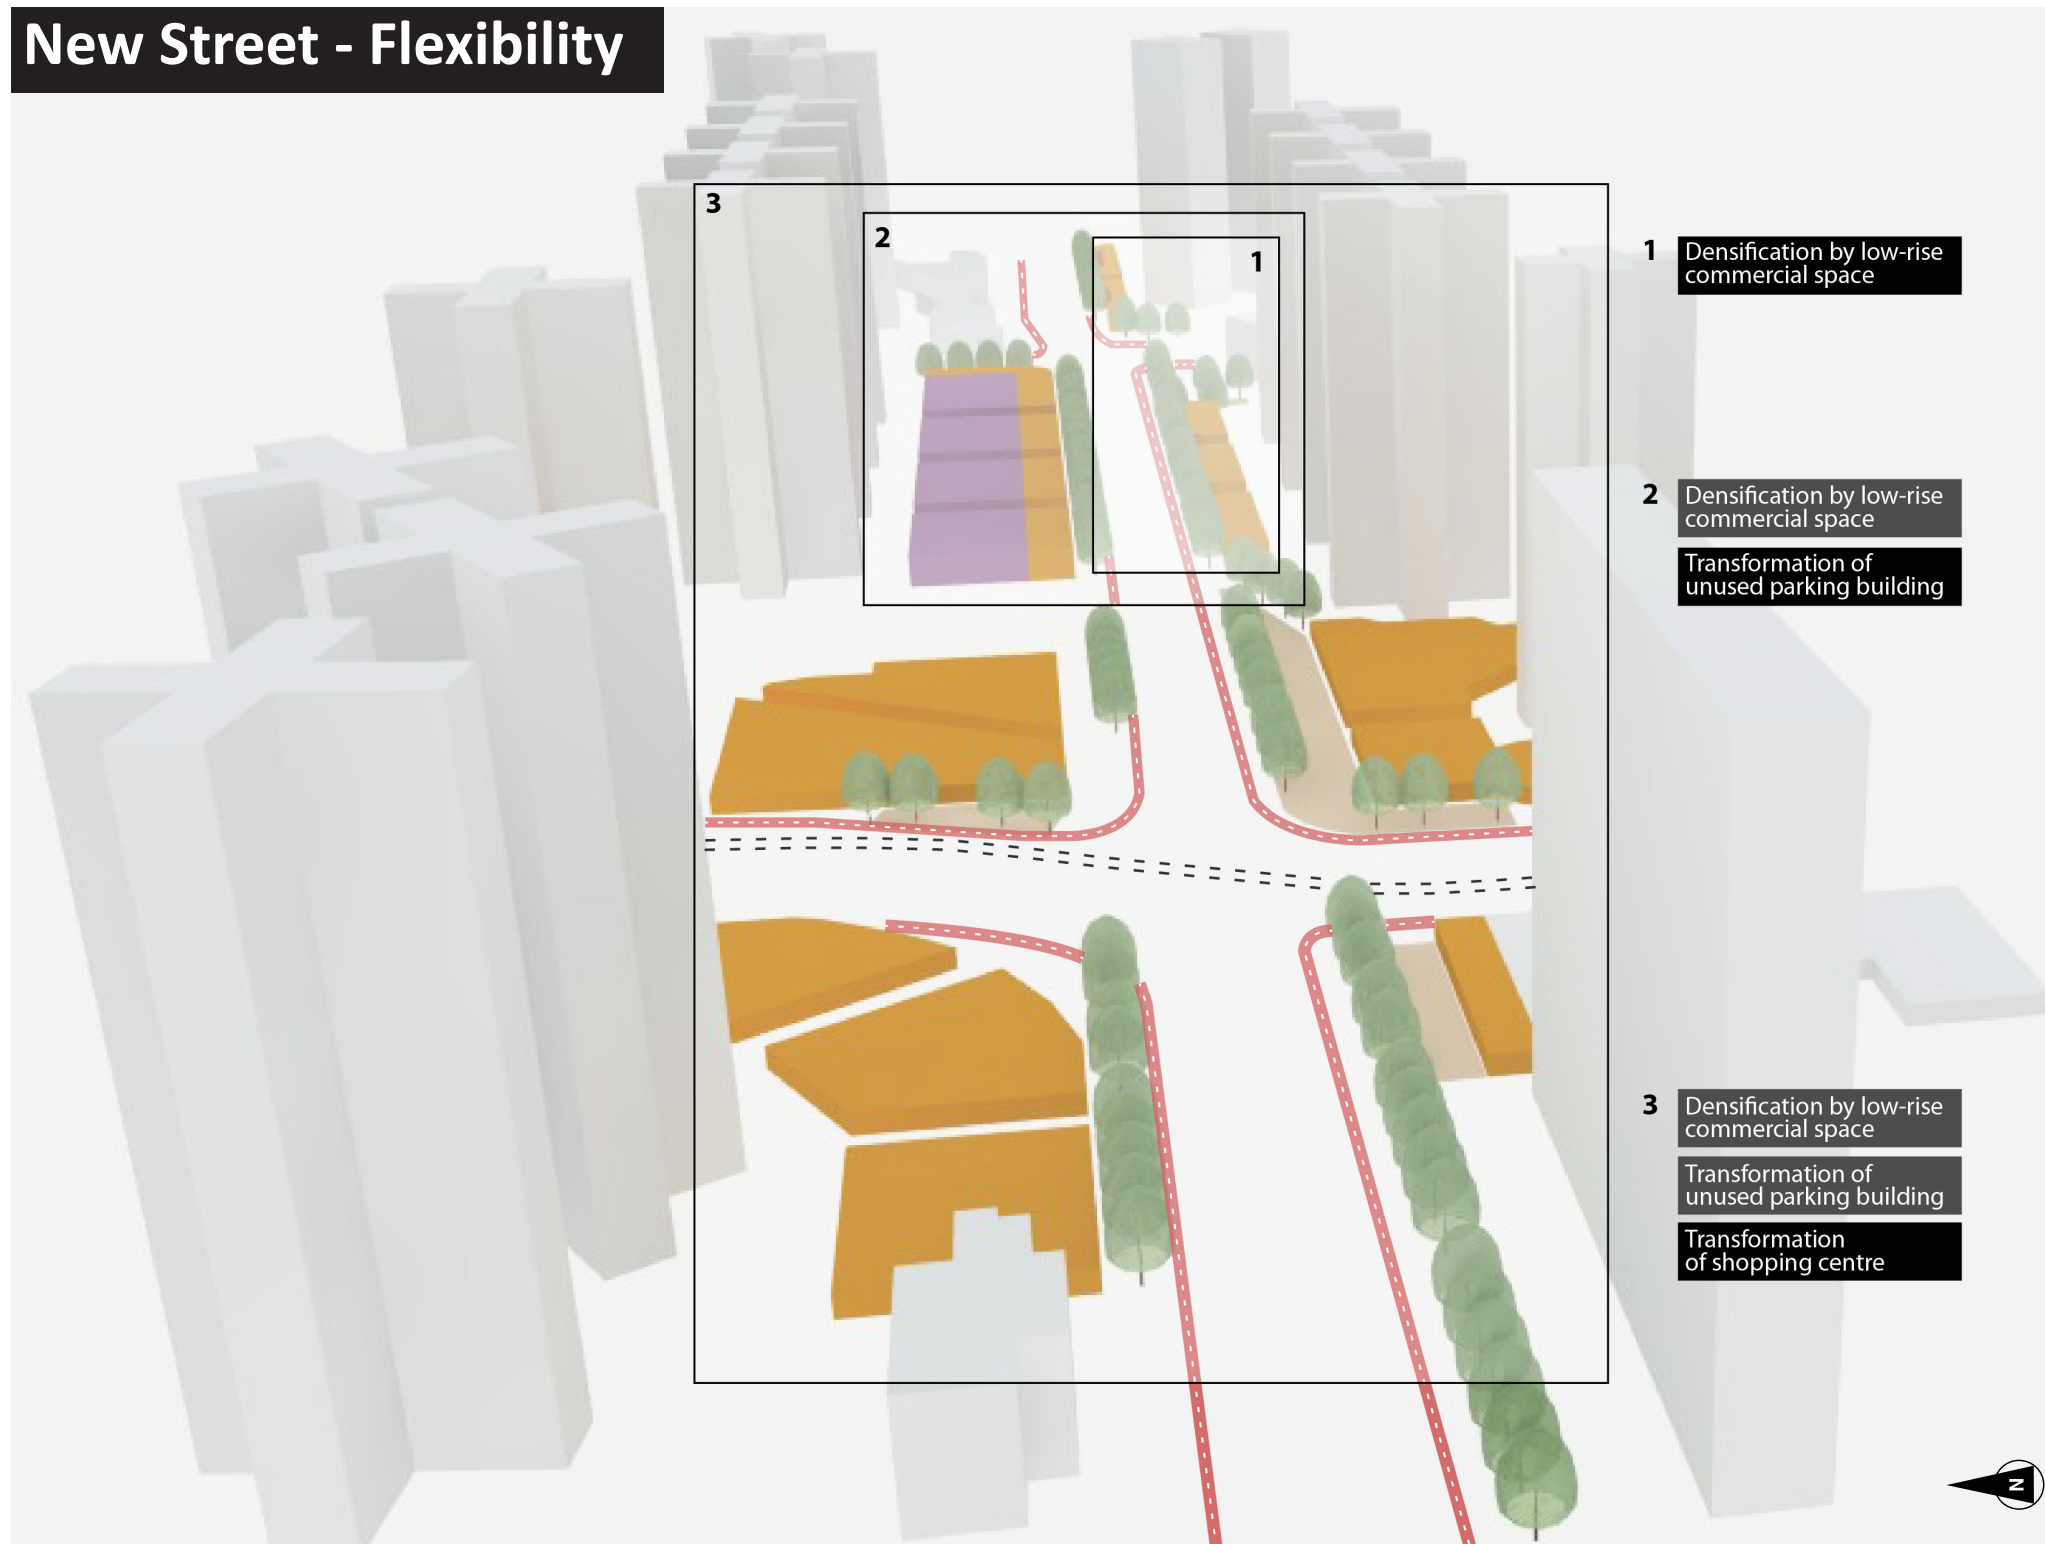 New Street - Flexibility
3
2
1
1
Densification by low-rise
commercial space
2
Densification by low-rise
commercial space
Transformation of
unused parking building
3
Densification by low-rise
commercial space
Transformation of
unused parking building
Transformation
of shopping centre
N